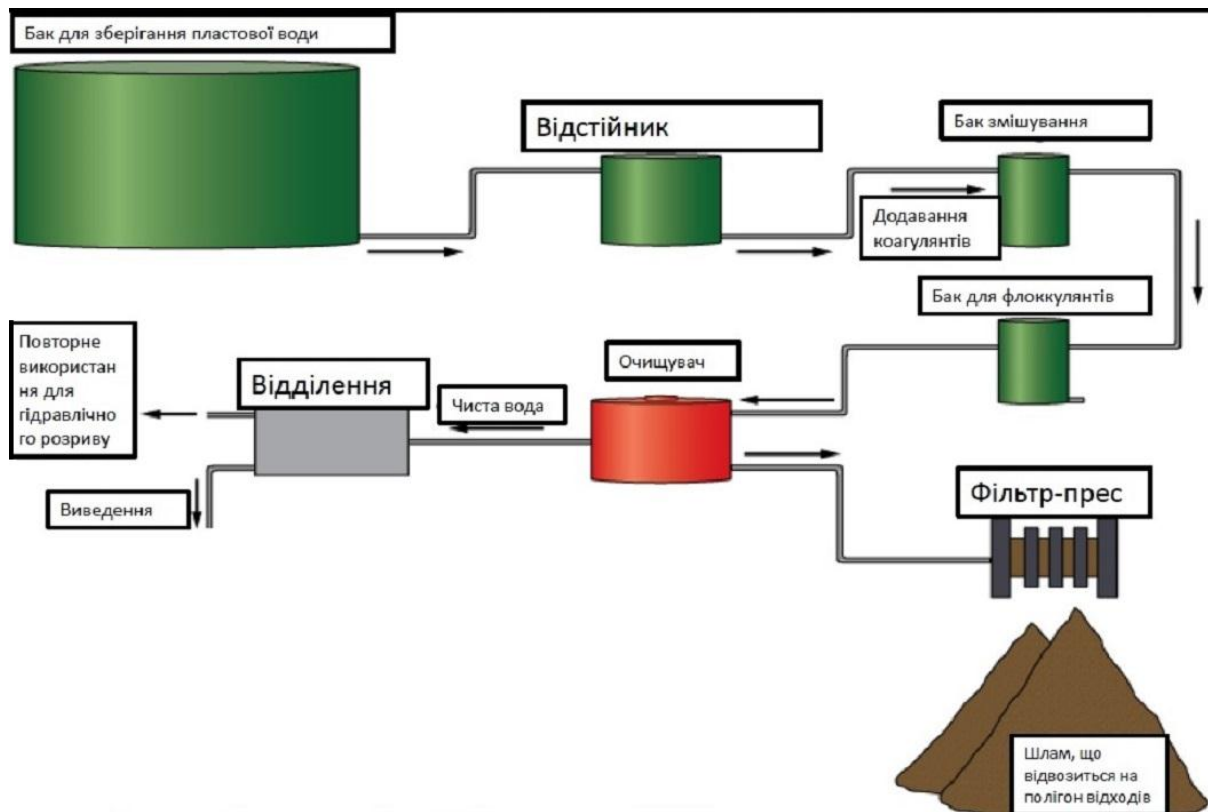 Бак для зберігання пластової води
Відстійник
Бак змішування
Додавання
коагулянтів
Бак для флоккулянтів
Очищувач
Чиста вода
Відділення
Повторне
використан
ня для
гідравлічно
го розриву
Виведення
Фільтр-прес
Шлам, що
відвозиться на
полігон відходів